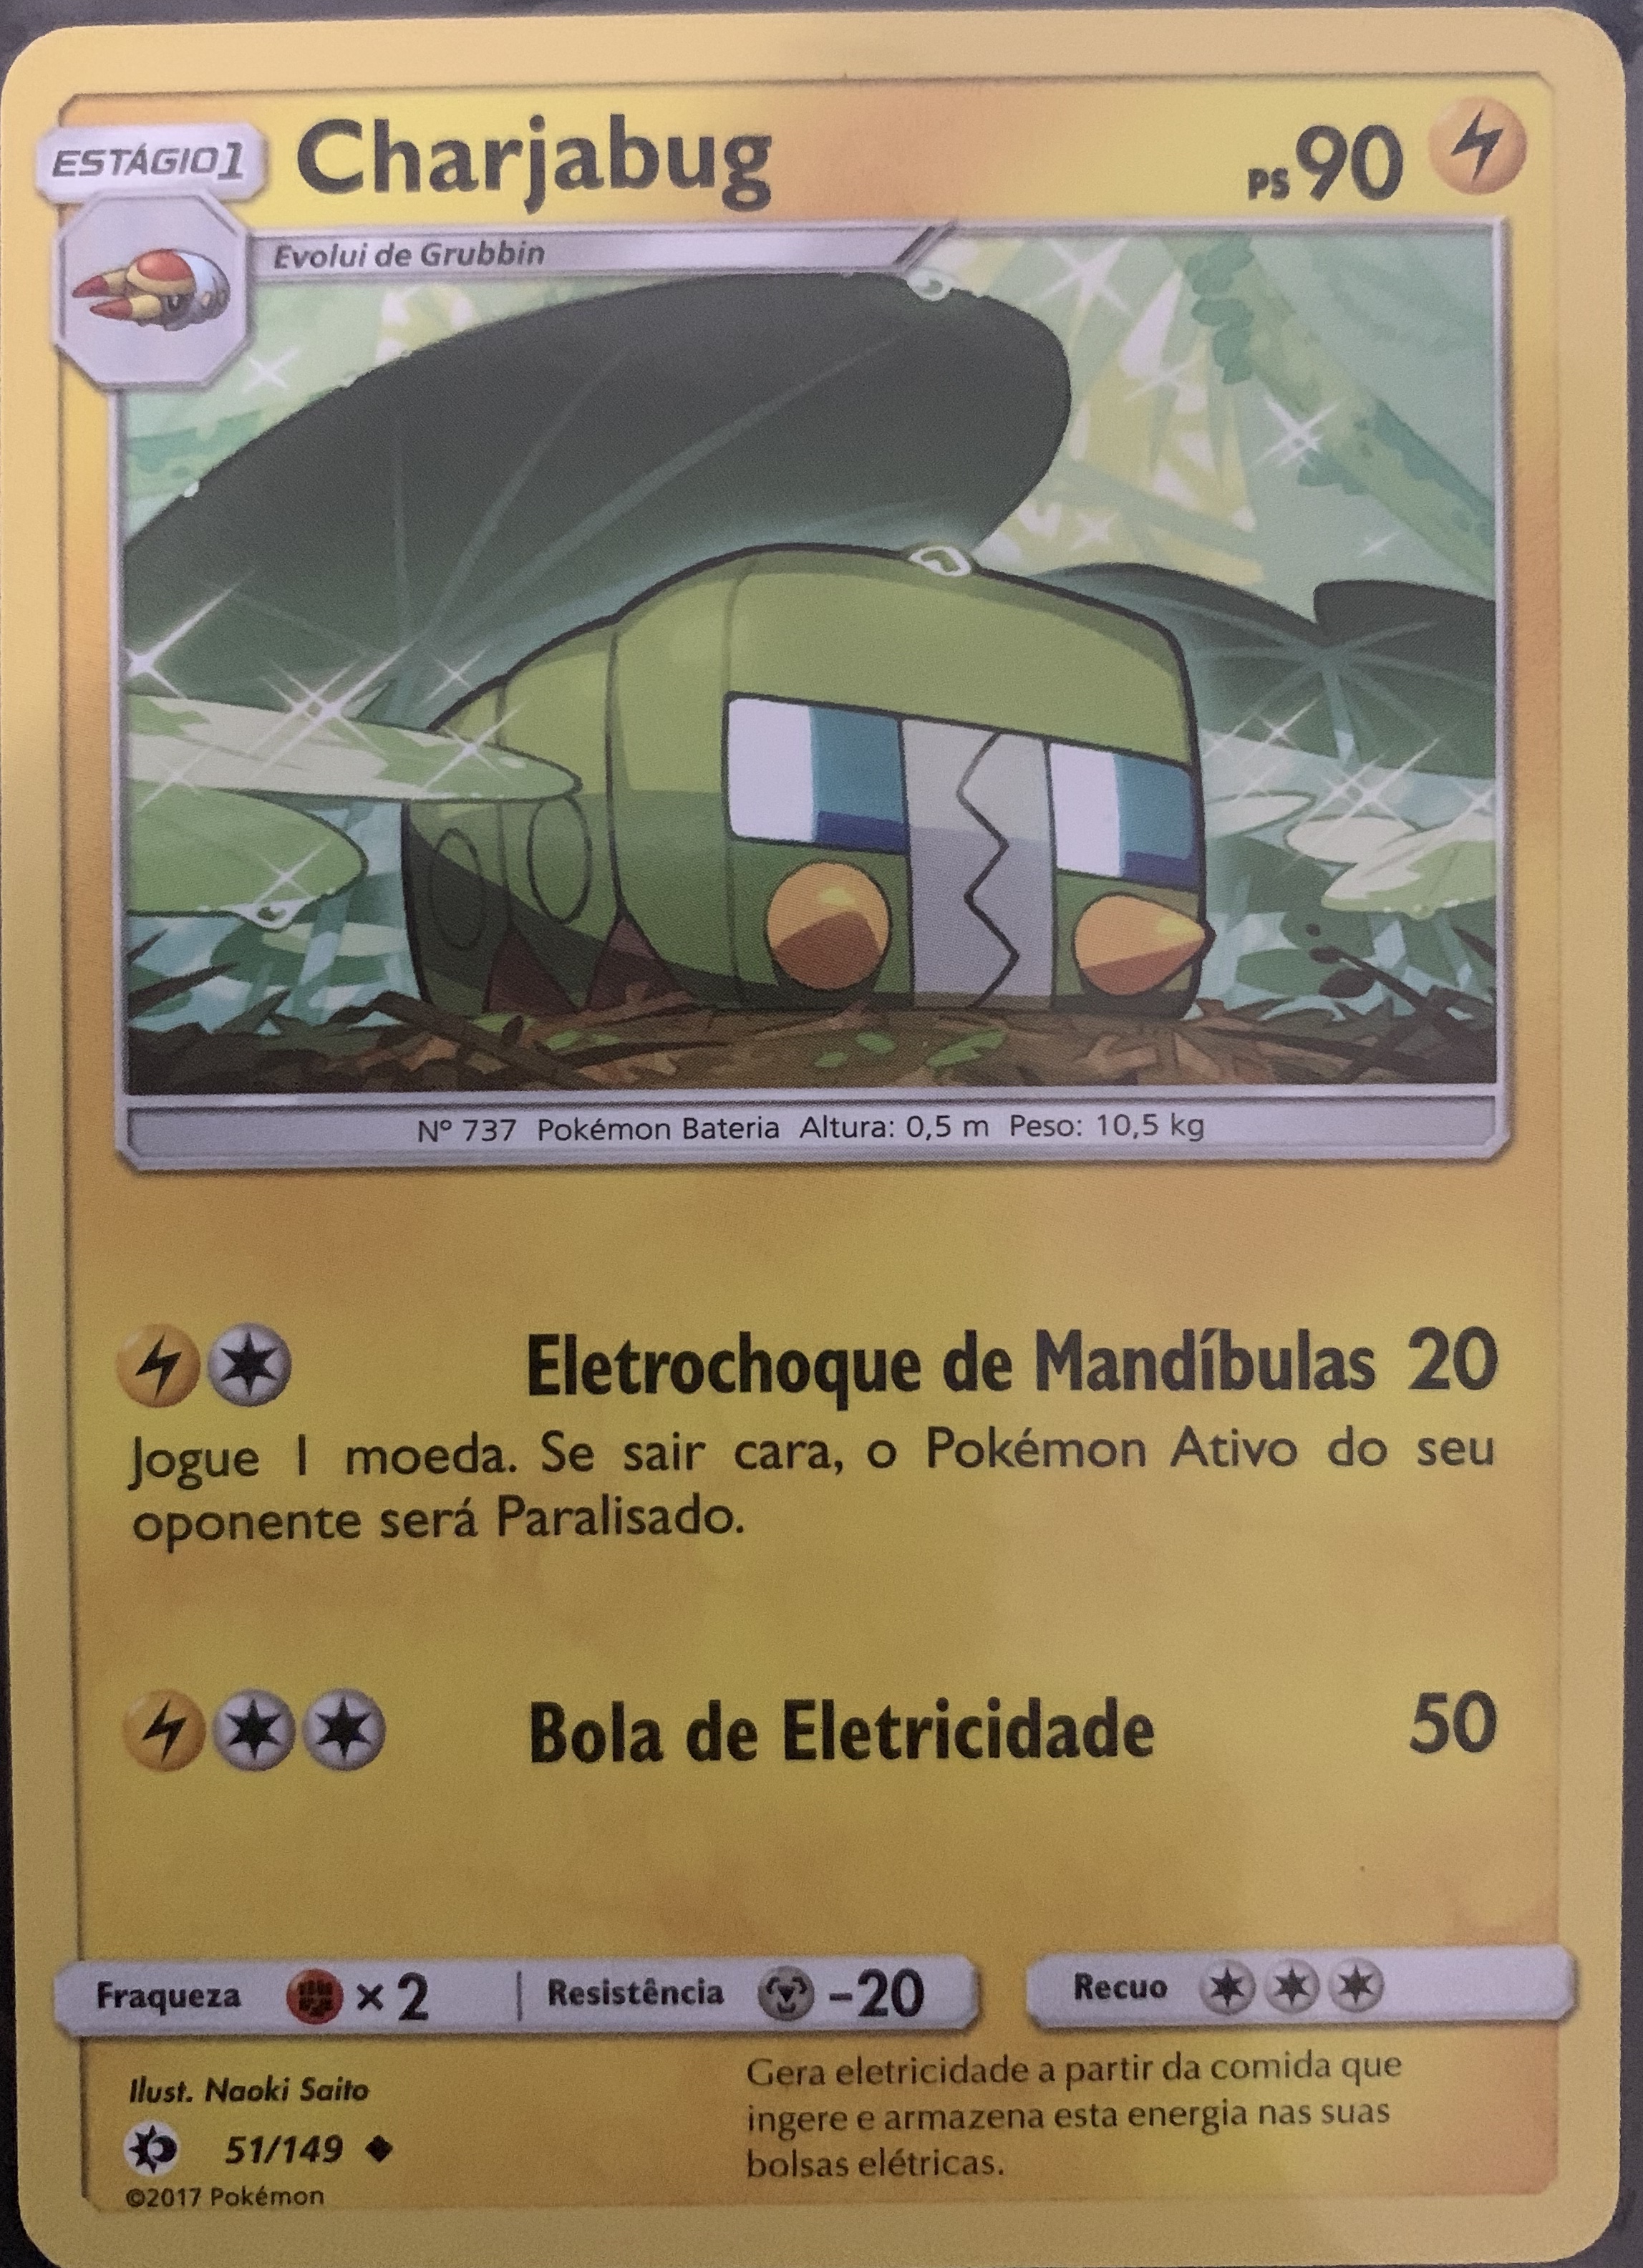 ESTÁGIO1
Charjabug
PS 90
Evolui de Grubbin
Nº 737 Pokémon Bateria Altura: 0,5 m Peso: 10,5 kg
Eletrochoque de Mandíbulas 20
Jogue 1 moeda. Se sair cara, o Pokémon Ativo do seu
oponente será Paralisado.
Bola de Eletricidade 50
Fraqueza × 2 | Resistência -20 Recuo
Ilust. Naoki Saito
51/149
©2017 Pokémon
Gera eletricidade a partir da comida que
ingere e armazena esta energia nas suas
bolsas elétricas.